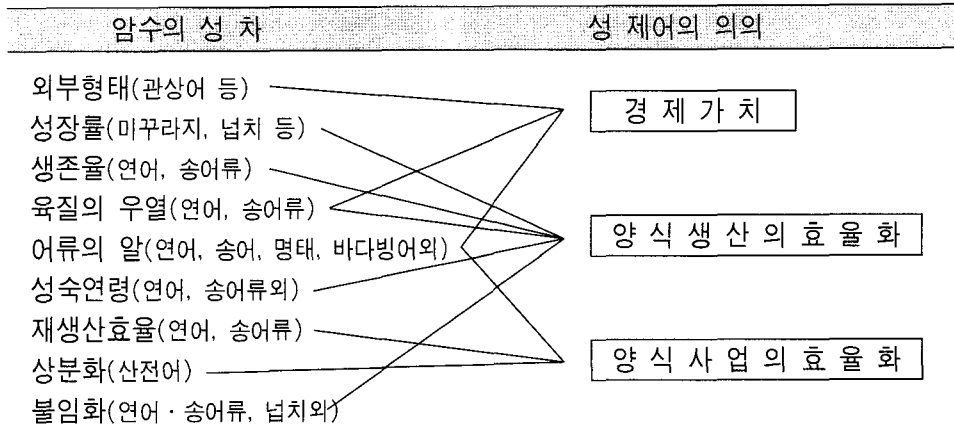 암수의 성 차 성 제어의 의의
외부형태(관상어 등)
경 제 가 치
성장률(미꾸라지, 넙치 등)
생존율(연어, 송어류)
육질의 우열(연어, 송어류)
양 식 생 산 의 효 율 화
어류의 알(연어, 송어, 명태, 바다빙어외)
성숙연령(연어, 송어류외)
재생산효율(연어, 송어류)
양 식 사 업 의 효 율 화
상분화(산전어)
불임화(연어 · 송어류, 넙치외)